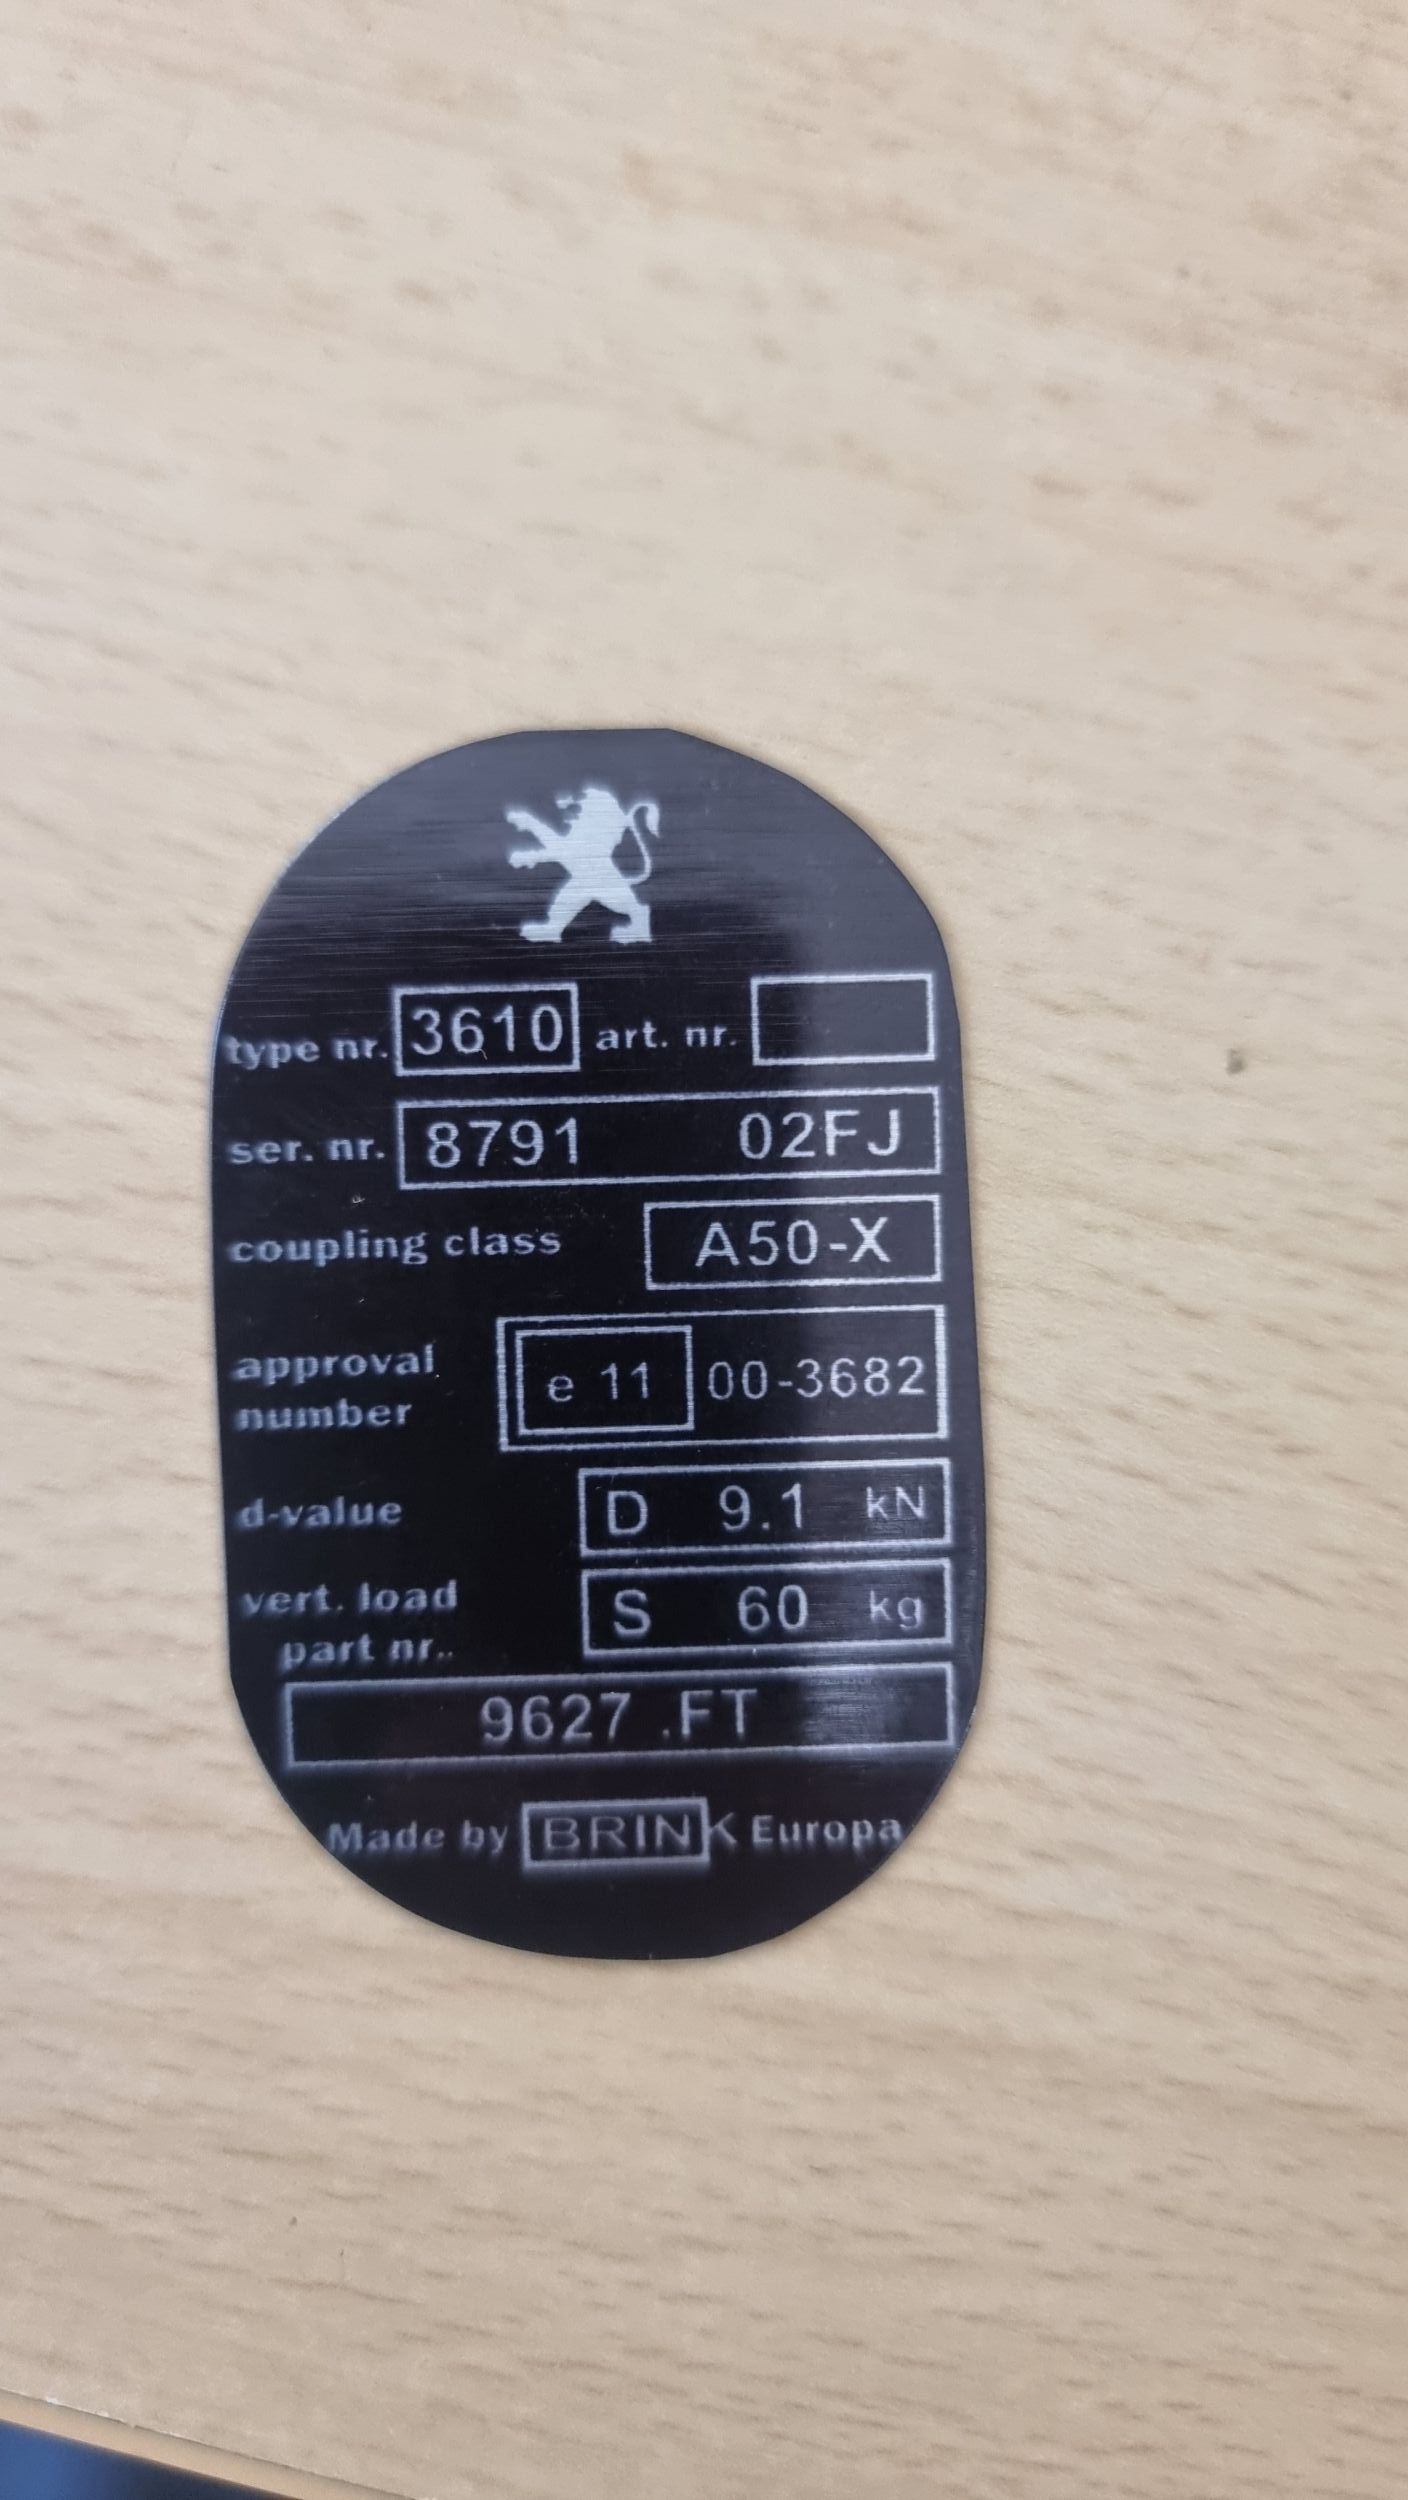 type nr. 3610 art. nr.
ser. nr. 8791 02FJ
coupling class A50-X
approval
number e 11 00-3682
d-value D 9.1 kN
vert. load S 60 kg
part nr..
9627 .FT
Made by BRINK Europa